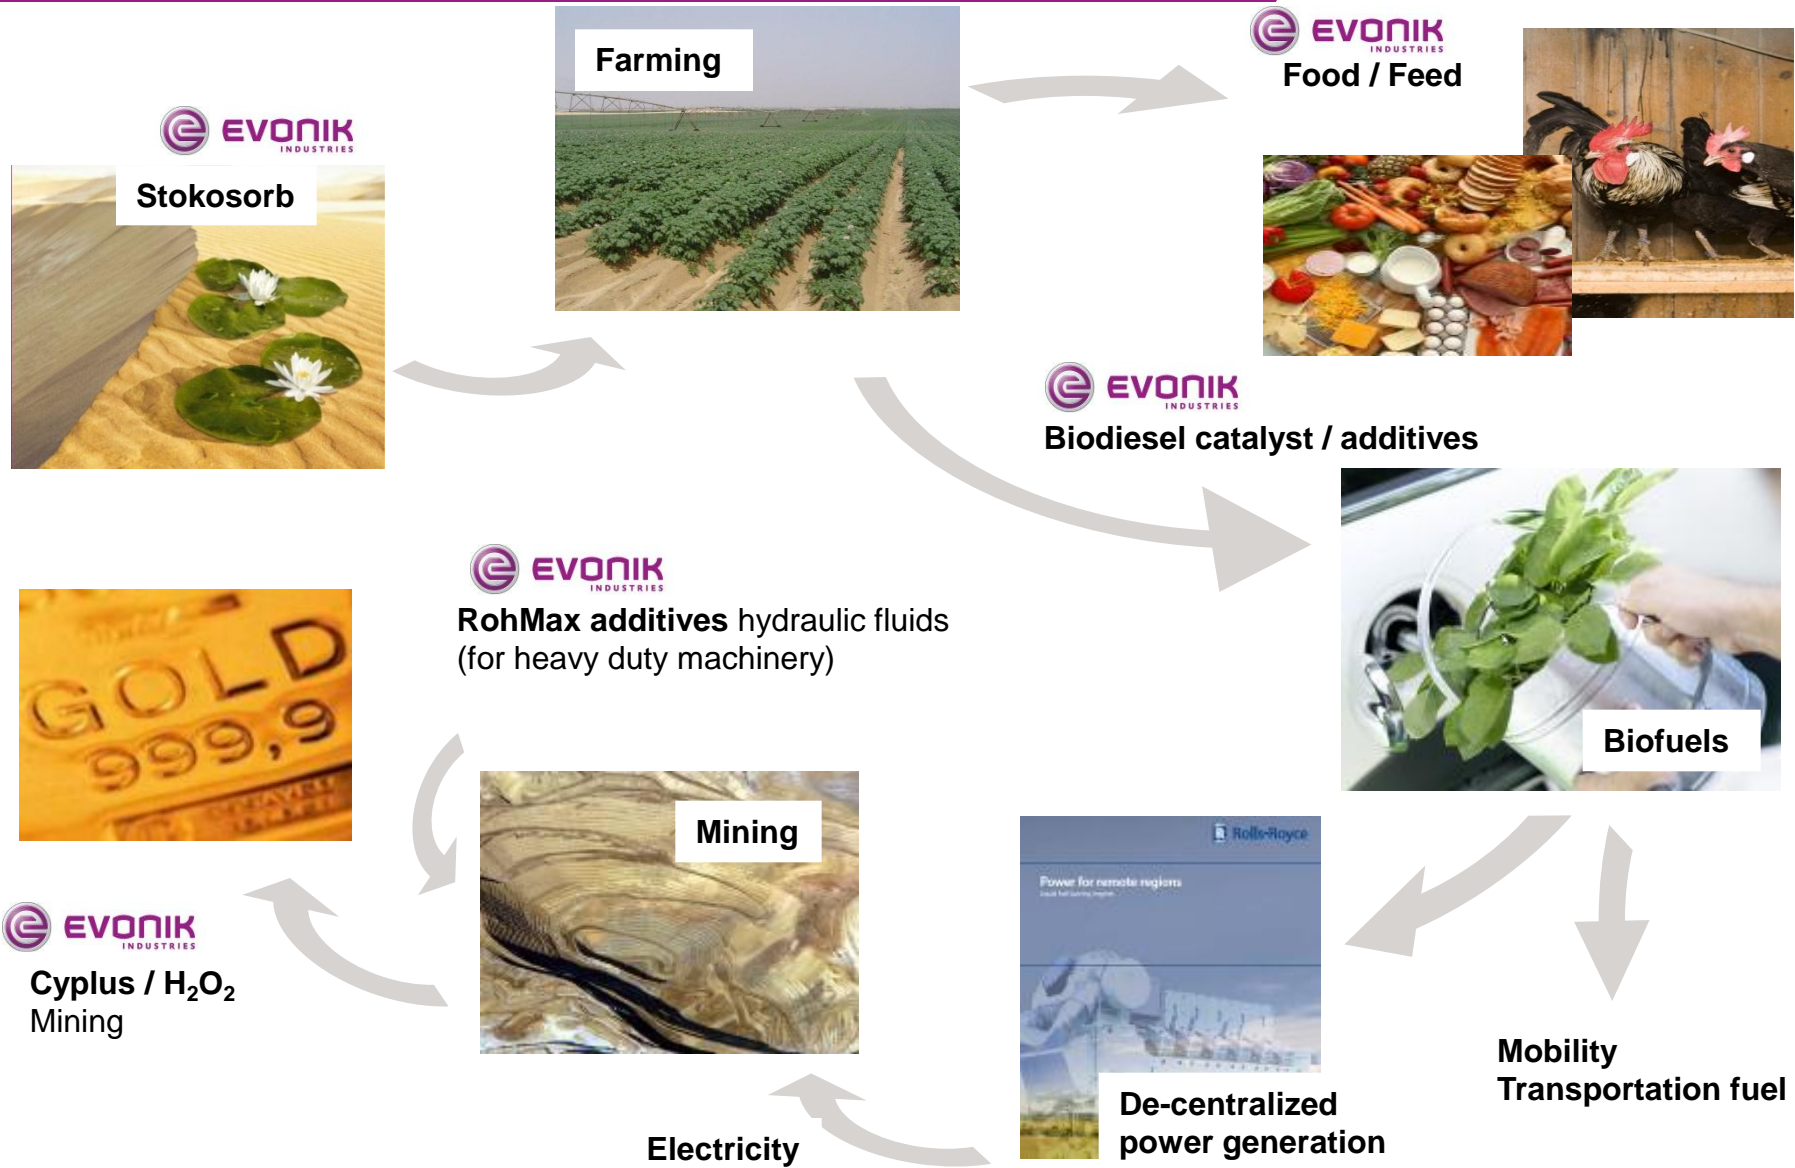 Farming
EVONIK
INDUSTRIES
Food / Feed
EVONIK
INDUSTRIES
Stokosorb
EVONIK
INDUSTRIES
Biodiesel catalyst / additives
EVONIK
INDUSTRIES
RohMax additives hydraulic fluids
(for heavy duty machinery)
GOLD
999,9
Biofuels
Mining
Rolls-Royce
Power for remote regions
EVONIK
INDUSTRIES
Cyplus / H₂O₂
Mining
Mobility
Transportation fuel
De-centralized
power generation
Electricity